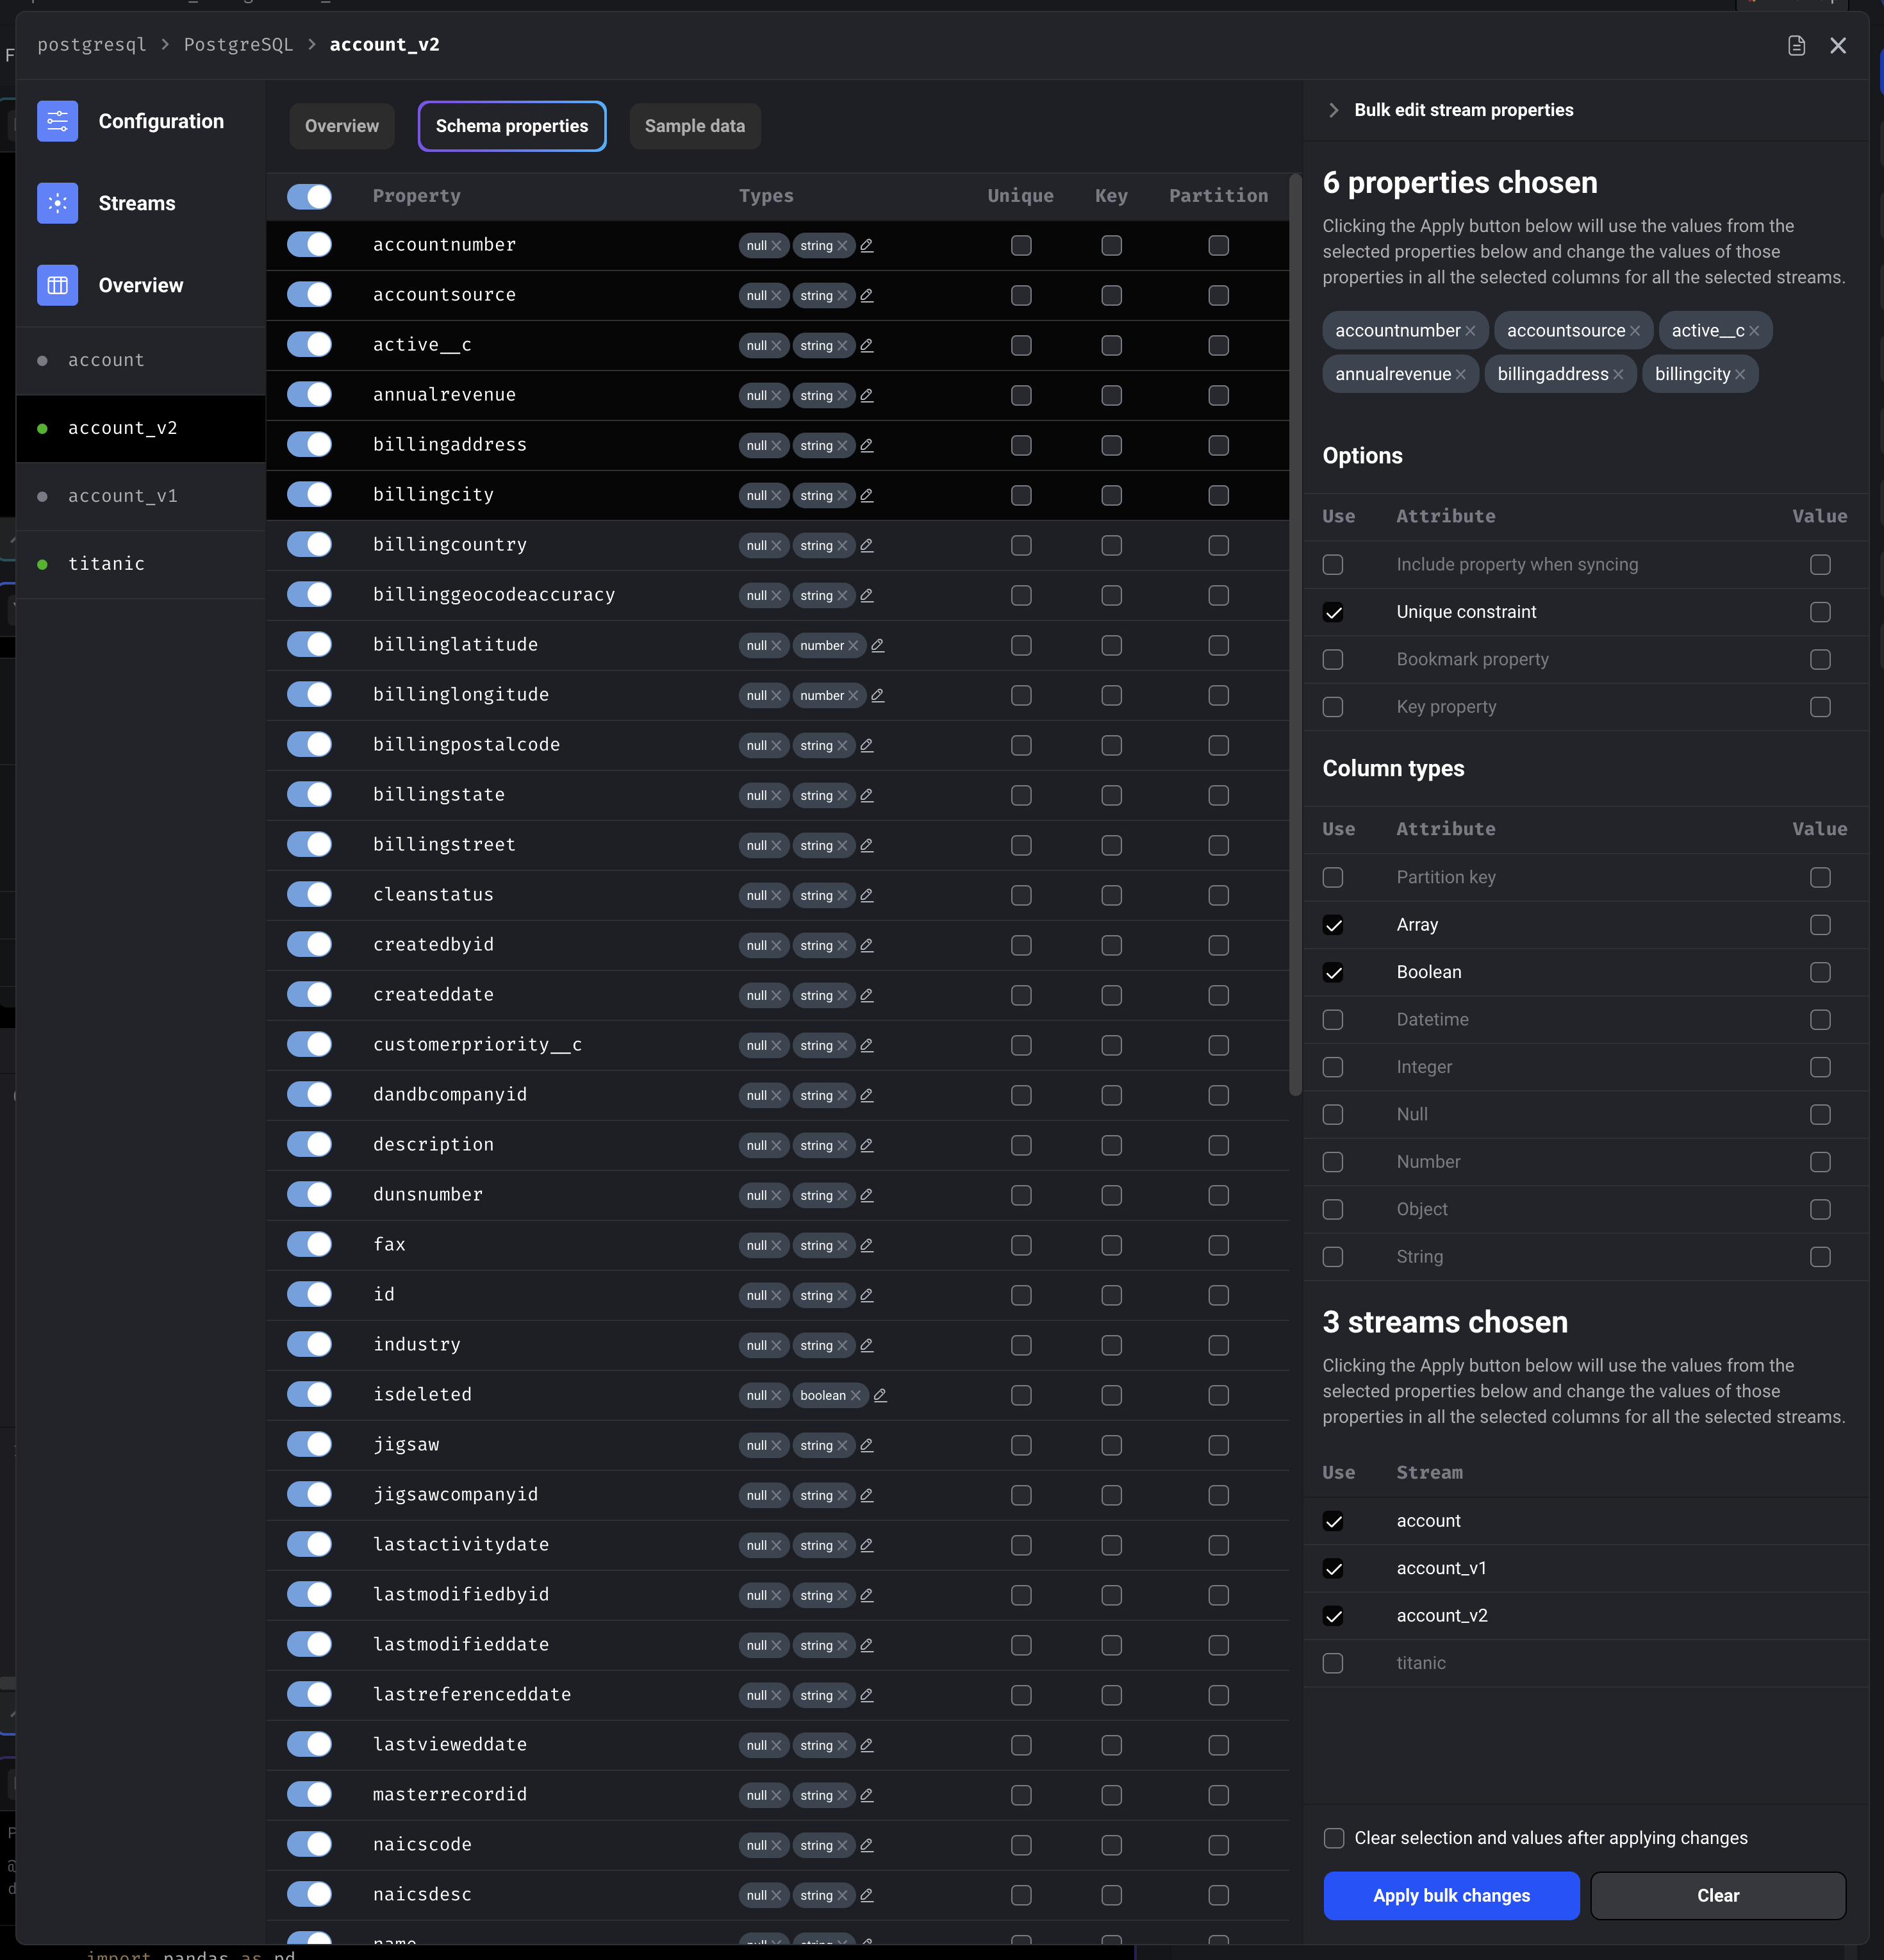 postgresql > PostgreSQL > account_v2
Configuration
Streams
Overview
account
account_v2
account_v1
titanic
Overview
Schema properties
Sample data
Property Types Unique Key Partition
accountnumber null string
accountsource null string
active__c null string
annualrevenue null string
billingaddress null string
billingcity null string
billingcountry null string
billinggeocodeaccuracy null string
billinglatitude null number
billinglongitude null number
billingpostalcode null string
billingstate null string
billingstreet null string
cleanstatus null string
createdbyid null string
createddate null string
customerpriority__c null string
dandbcompanyid null string
description null string
dunsnumber null string
fax null string
id null string
industry null string
isdeleted null boolean
jigsaw null string
jigsawcompanyid null string
lastactivitydate null string
lastmodifiedbyid null string
lastmodifieddate null string
lastreferenceddate null string
lastvieweddate null string
masterrecordid null string
naicscode null string
naicsdesc null string
name null string
Bulk edit stream properties
6 properties chosen
Clicking the Apply button below will use the values from the
selected properties below and change the values of those
properties in all the selected columns for all the selected streams.
accountnumber accountsource active__c
annualrevenue billingaddress billingcity
Options
Use Attribute Value
Include property when syncing
Unique constraint
Bookmark property
Key property
Column types
Use Attribute Value
Partition key
Array
Boolean
Datetime
Integer
Null
Number
Object
String
3 streams chosen
Clicking the Apply button below will use the values from the
selected properties below and change the values of those
properties in all the selected columns for all the selected streams.
Use Stream
account
account_v1
account_v2
titanic
Clear selection and values after applying changes
Apply bulk changes
Clear
import pandas as pd